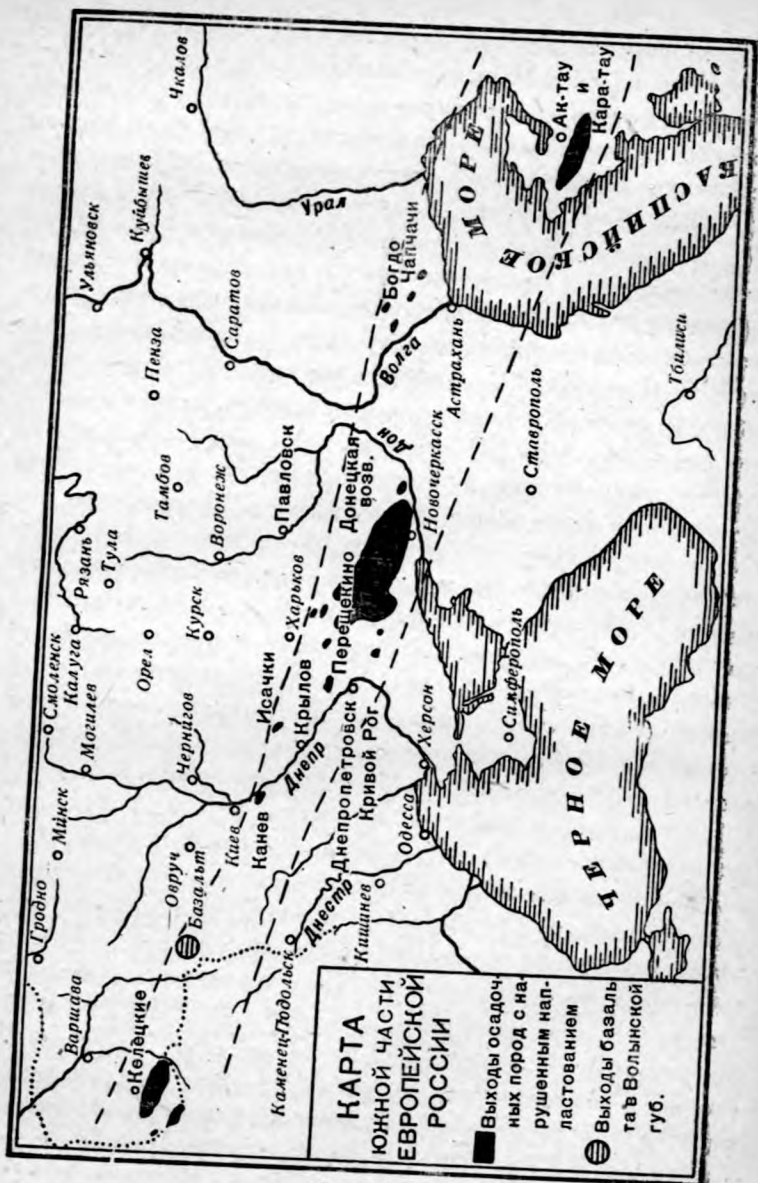 КАРТА
ЮЖНОЙ ЧАСТИ
ЕВРОПЕЙСКОЙ
РОССИИ
Выходы осадоч-
ных пород с на-
рушенным нап-
ластованием
Выходы базаль
та в Волынской
губ.
Гродно
Минск
Смоленск
Могилев
Калуга
Рязань
Тула
Ульяновск
Куйбышев
Чкалов
Варшава
Келецкие
Орел
Тамбов
Пенза
Овруч
Базальт
Чернигов
Курск
Воронеж
Саратов
Киев
Канев
Исачки
Харьков
Павловск
Урал
Крылов
Днепр
Перещекино
Донецкая
возв.
Дон
Волга
Богдо
Чапчачи
Каменец-Подольск
Днестр
Днепропетровск
Кривой Рог
Новочеркасск
Астрахань
Кишинев
Одесса
Херсон
Симферополь
Ставрополь
Тбилиси
ЧЕРНОЕ МОРЕ
КАСПИЙСКОЕ
МОРЕ
Ак-тау
и
Кара-тау